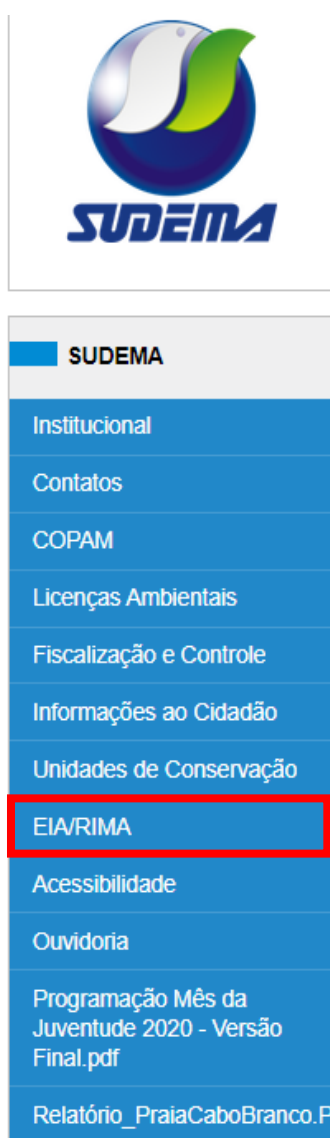 SUDEMA
SUDEMA
Institucional
Contatos
COPAM
Licenças Ambientais
Fiscalização e Controle
Informações ao Cidadão
Unidades de Conservação
EIA/RIMA
Acessibilidade
Ouvidoria
Programação Mês da
Juventude 2020 - Versão
Final.pdf
Relatório_PraiaCaboBranco.P